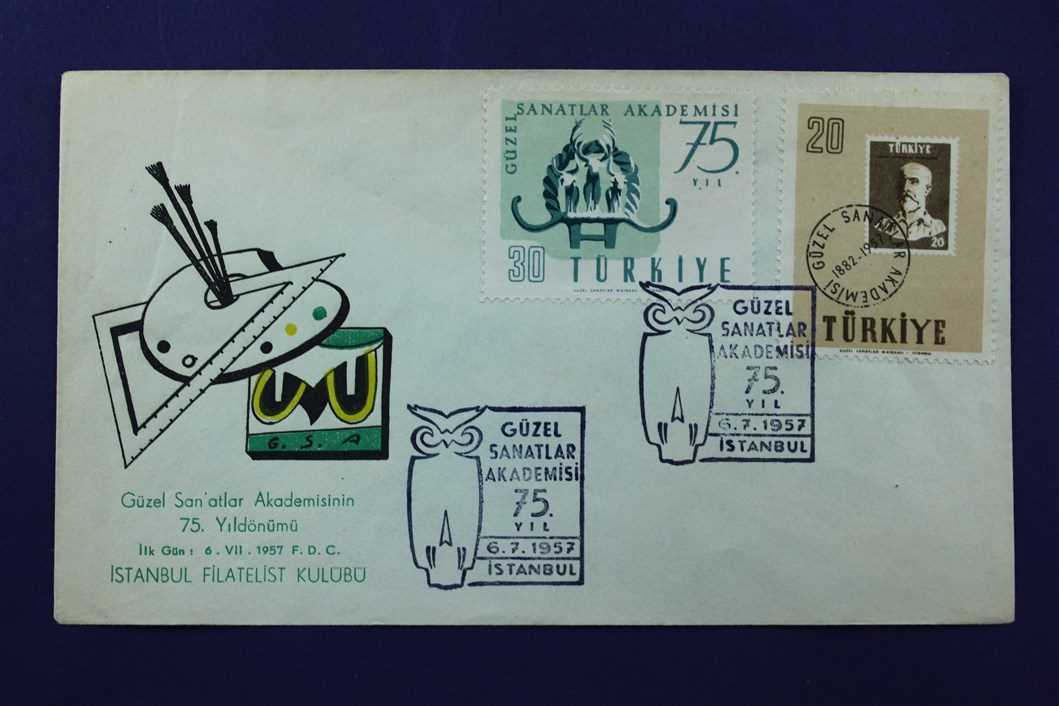 GÜZEL SANATLAR AKADEMİSİ
75.
YIL
30 TÜRKİYE
20
TÜRKİYE
20
GÜZEL SANATLAR AKADEMİSİ
1882-1957
TÜRKİYE
GÜZEL
SANATLAR
AKADEMİSİ
75.
YIL
6.7.1957
İSTANBUL
G. S. A
GÜZEL
SANATLAR
AKADEMİSİ
75.
YIL
6.7.1957
İSTANBUL
Güzel San'atlar Akademisinin
75. Yıldönümü
İlk Gün : 6 . VII . 1957 F. D. C.
İSTANBUL FİLATELİST KULÜBÜ